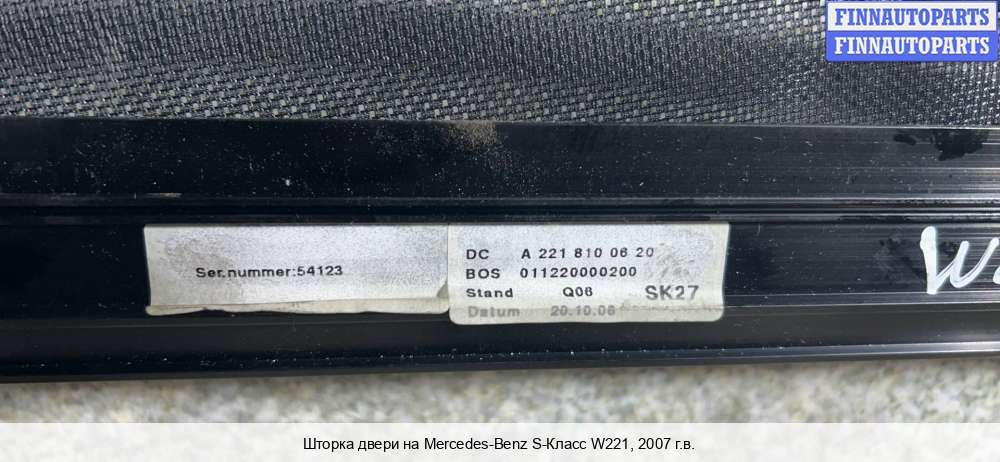 FINNAUTOPARTS
FINNAUTOPARTS
Ser.nummer:54123
DC A 221 810 06 20
BOS 011220000200
Stand Q06 SK27
Datum 20.10.06
Шторка двери на Mercedes-Benz S-Класс W221, 2007 г.в.